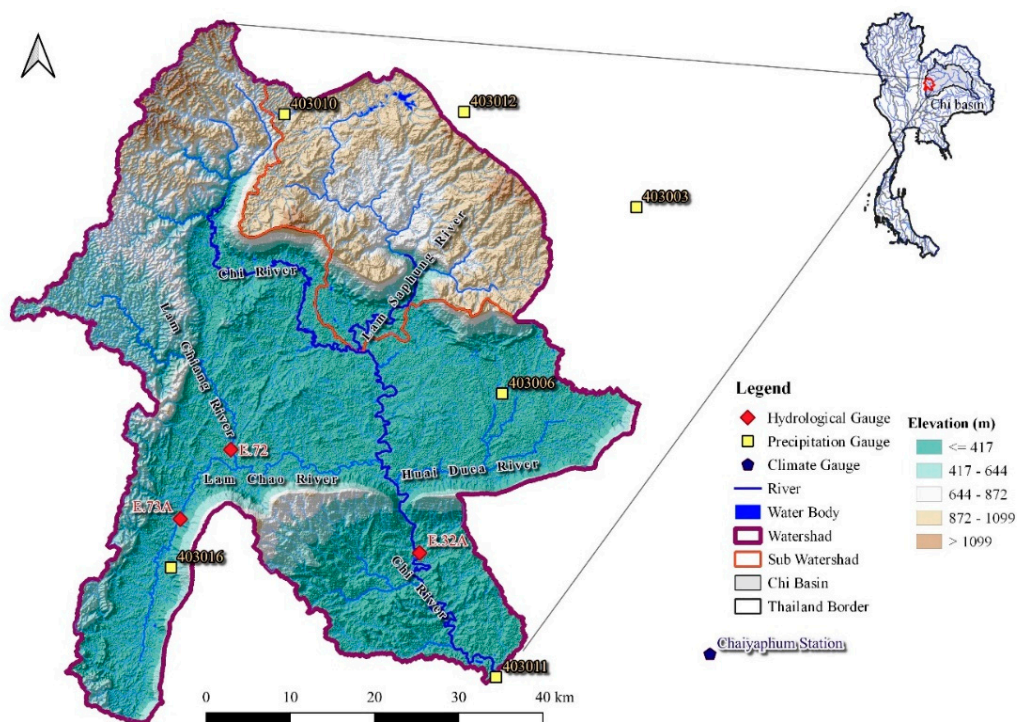 403010
403012
Chi basin
403003
Chi River
Lam Saphung River
Lam Chiang River
403006
E.72
Lam Chao River
Huai Duea River
E.73A
403016
E.32A
Chi River
403011
Chaiyaphum Station
Legend
Hydrological Gauge
Precipitation Gauge
Climate Gauge
River
Water Body
Watershad
Sub Watershad
Chi Basin
Thailand Border
Elevation (m)
<= 417
417 - 644
644 - 872
872 - 1099
> 1099
0 10 20 30 40 km